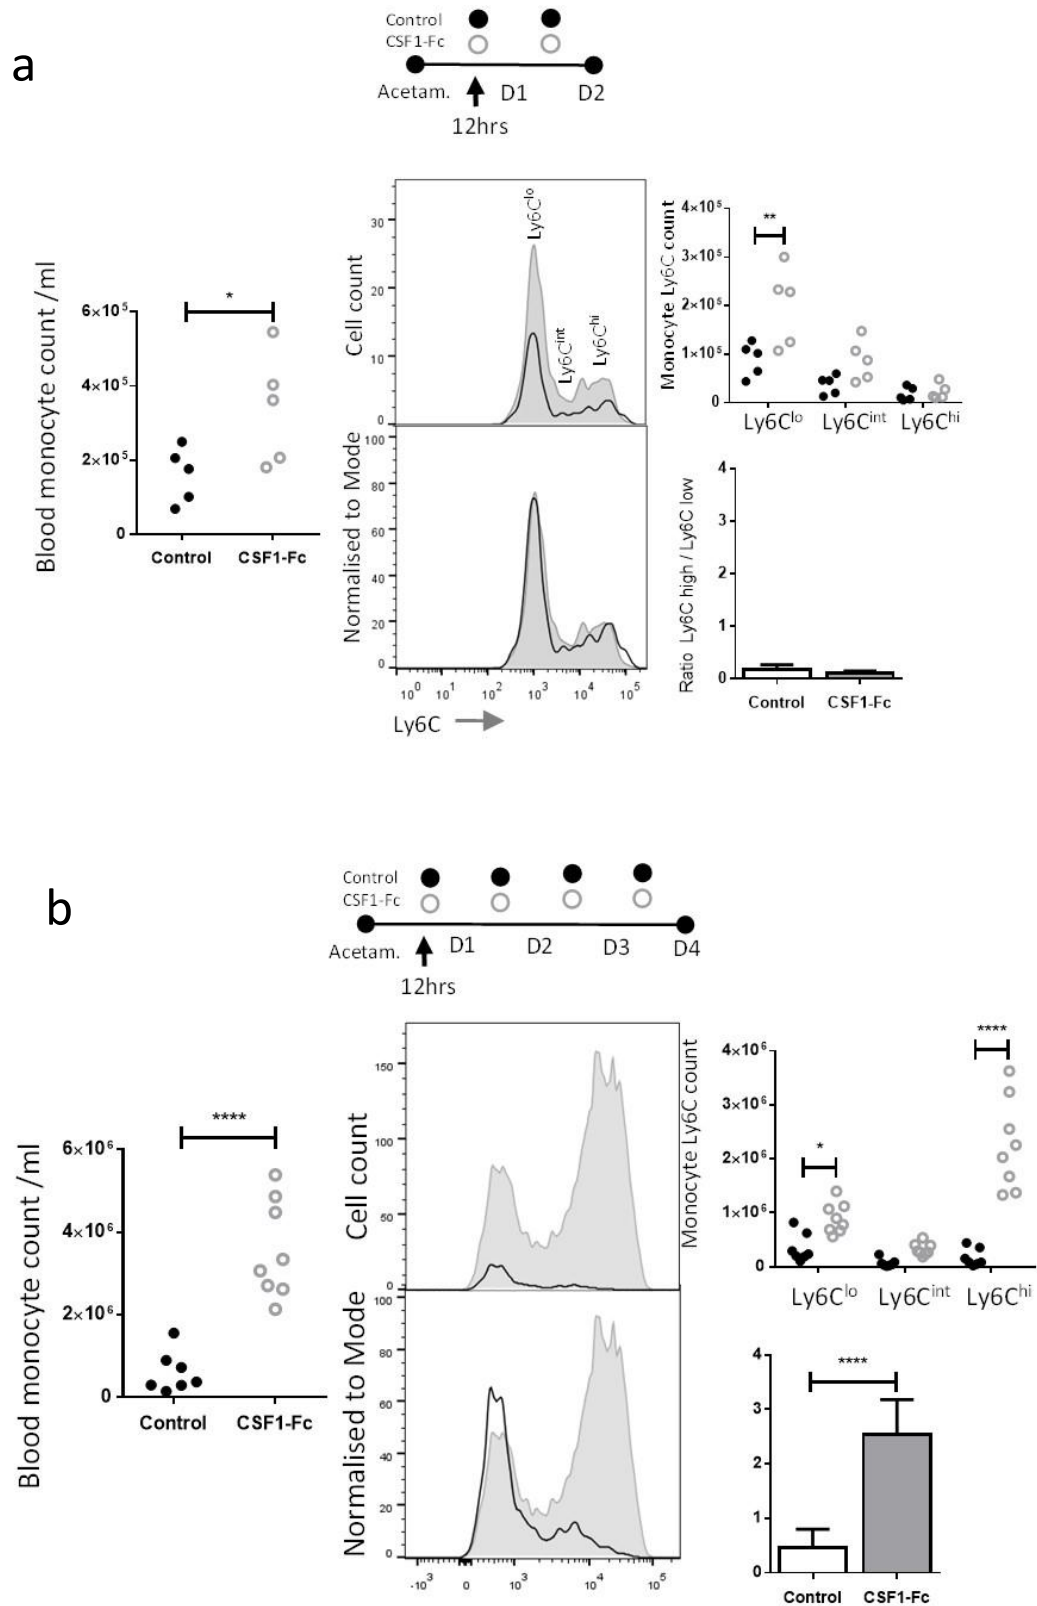 a
Control
CSF1-Fc
Acetam.
D1
D2
12hrs
Blood monocyte count /ml
6×10⁵
4×10⁵
2×10⁵
0
*
Control
CSF1-Fc
Cell count
30
20
10
0
Ly6Cˡᵒ
Ly6Cⁱⁿᵗ
Ly6Cʰⁱ
Normalised to Mode
100
80
60
40
20
0
10⁰ 10¹ 10² 10³ 10⁴ 10⁵
Ly6C
Monocyte Ly6C count
4×10⁵
3×10⁵
2×10⁵
1×10⁵
0
**
Ly6Cˡᵒ Ly6Cⁱⁿᵗ Ly6Cʰⁱ
Ratio Ly6C high / Ly6C low
4
3
2
1
0
Control CSF1-Fc
b
Control
CSF1-Fc
Acetam.
D1
D2
D3
D4
12hrs
Blood monocyte count /ml
6×10⁶
4×10⁶
2×10⁶
0
****
Control
CSF1-Fc
Cell count
150
100
50
0
Normalised to Mode
100
80
60
40
20
0
-10³ 0 10³ 10⁴ 10⁵
Monocyte Ly6C count
4×10⁶
3×10⁶
2×10⁶
1×10⁶
0
*
****
Ly6Cˡᵒ Ly6Cⁱⁿᵗ Ly6Cʰⁱ
4
3
2
1
0
****
Control CSF1-Fc